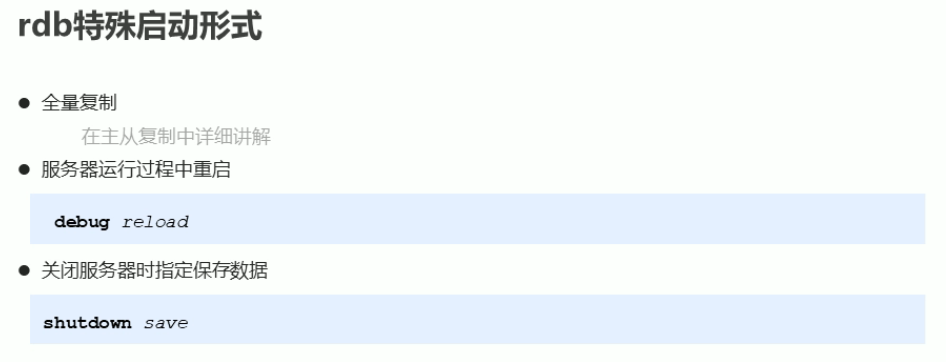 rdb特殊启动形式
● 全量复制
在主从复制中详细讲解
● 服务器运行过程中重启
debug reload
● 关闭服务器时指定保存数据
shutdown save